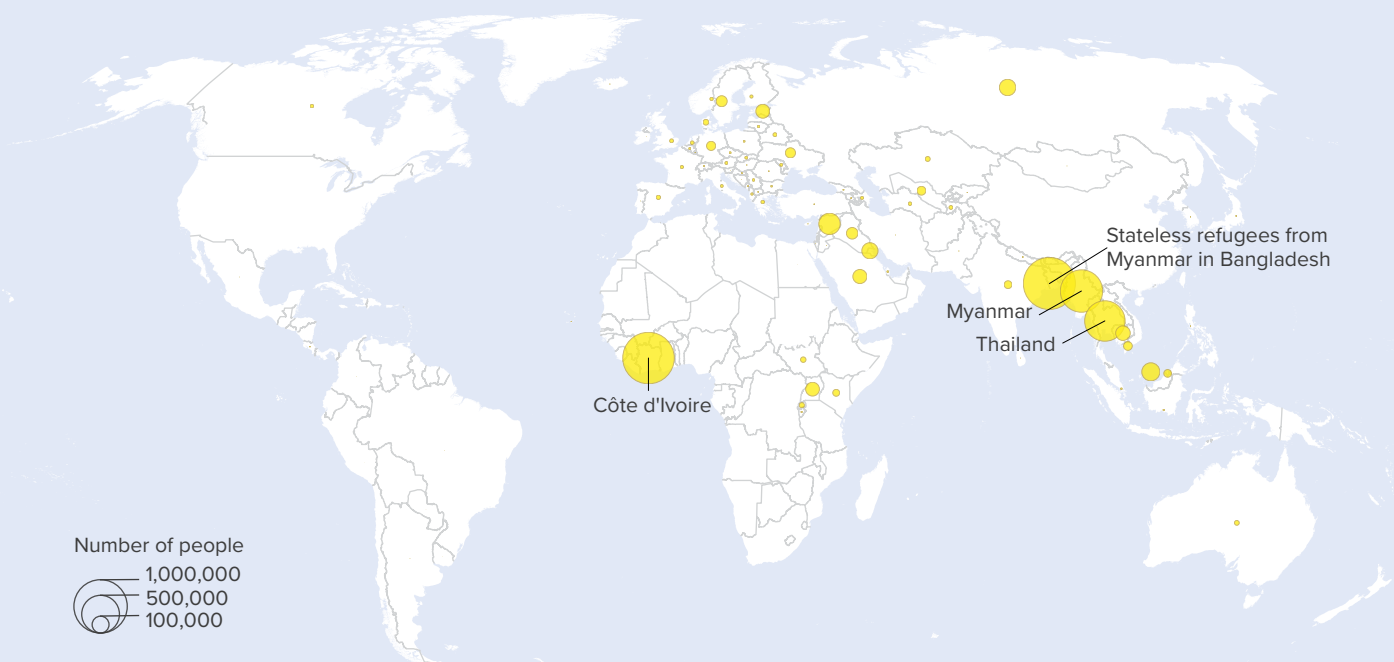 Stateless refugees from
Myanmar in Bangladesh
Myanmar
Thailand
Côte d'Ivoire
Number of people
1,000,000
500,000
100,000